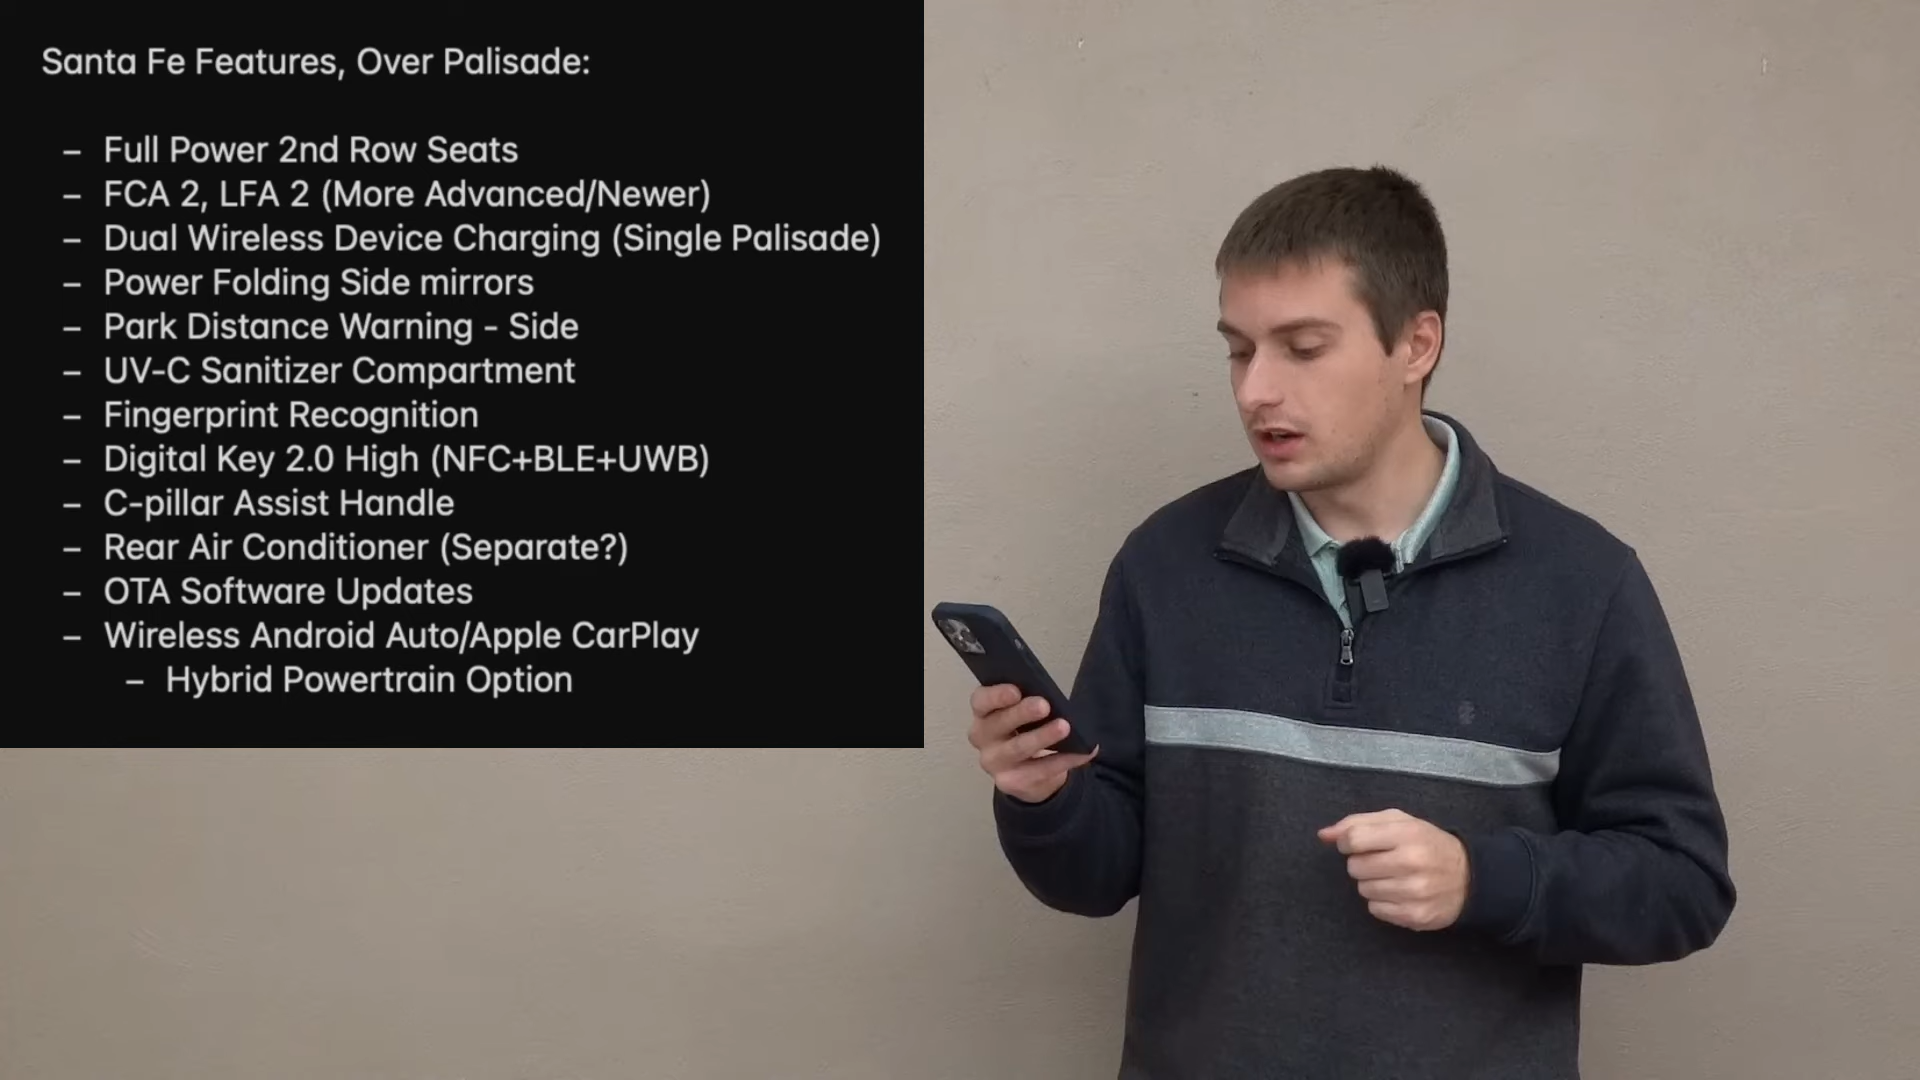 Santa Fe Features, Over Palisade:
– Full Power 2nd Row Seats
– FCA 2, LFA 2 (More Advanced/Newer)
– Dual Wireless Device Charging (Single Palisade)
– Power Folding Side mirrors
– Park Distance Warning - Side
– UV-C Sanitizer Compartment
– Fingerprint Recognition
– Digital Key 2.0 High (NFC+BLE+UWB)
– C-pillar Assist Handle
– Rear Air Conditioner (Separate?)
– OTA Software Updates
– Wireless Android Auto/Apple CarPlay
– Hybrid Powertrain Option